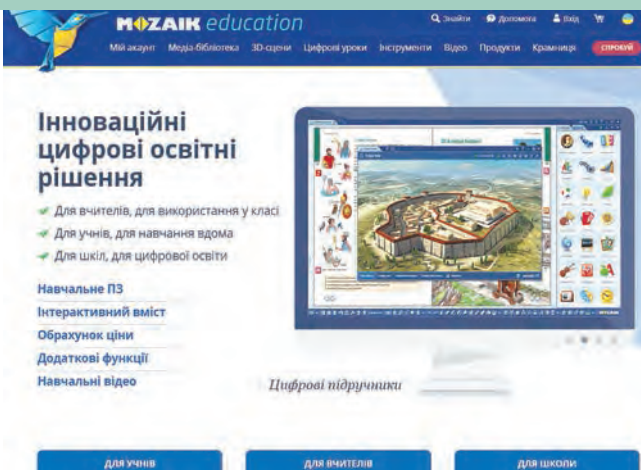 MOZAIK education
Знайти Допомога Вхід
Мій акаунт Медіа-бібліотека 3D-сцени Цифрові уроки Інструменти Відео Продукти Крамниця СПРОБУЙ
Інноваційні
цифрові освітні
рішення
Для вчителів, для використання у класі
Для учнів, для навчання вдома
Для шкіл, для цифрової освіти
Навчальне ПЗ
Інтерактивний вміст
Обрахунок ціни
Додаткові функції
Навчальні відео
Цифрові підручники
ДЛЯ УЧНІВ
ДЛЯ ВЧИТЕЛІВ
ДЛЯ ШКОЛИ